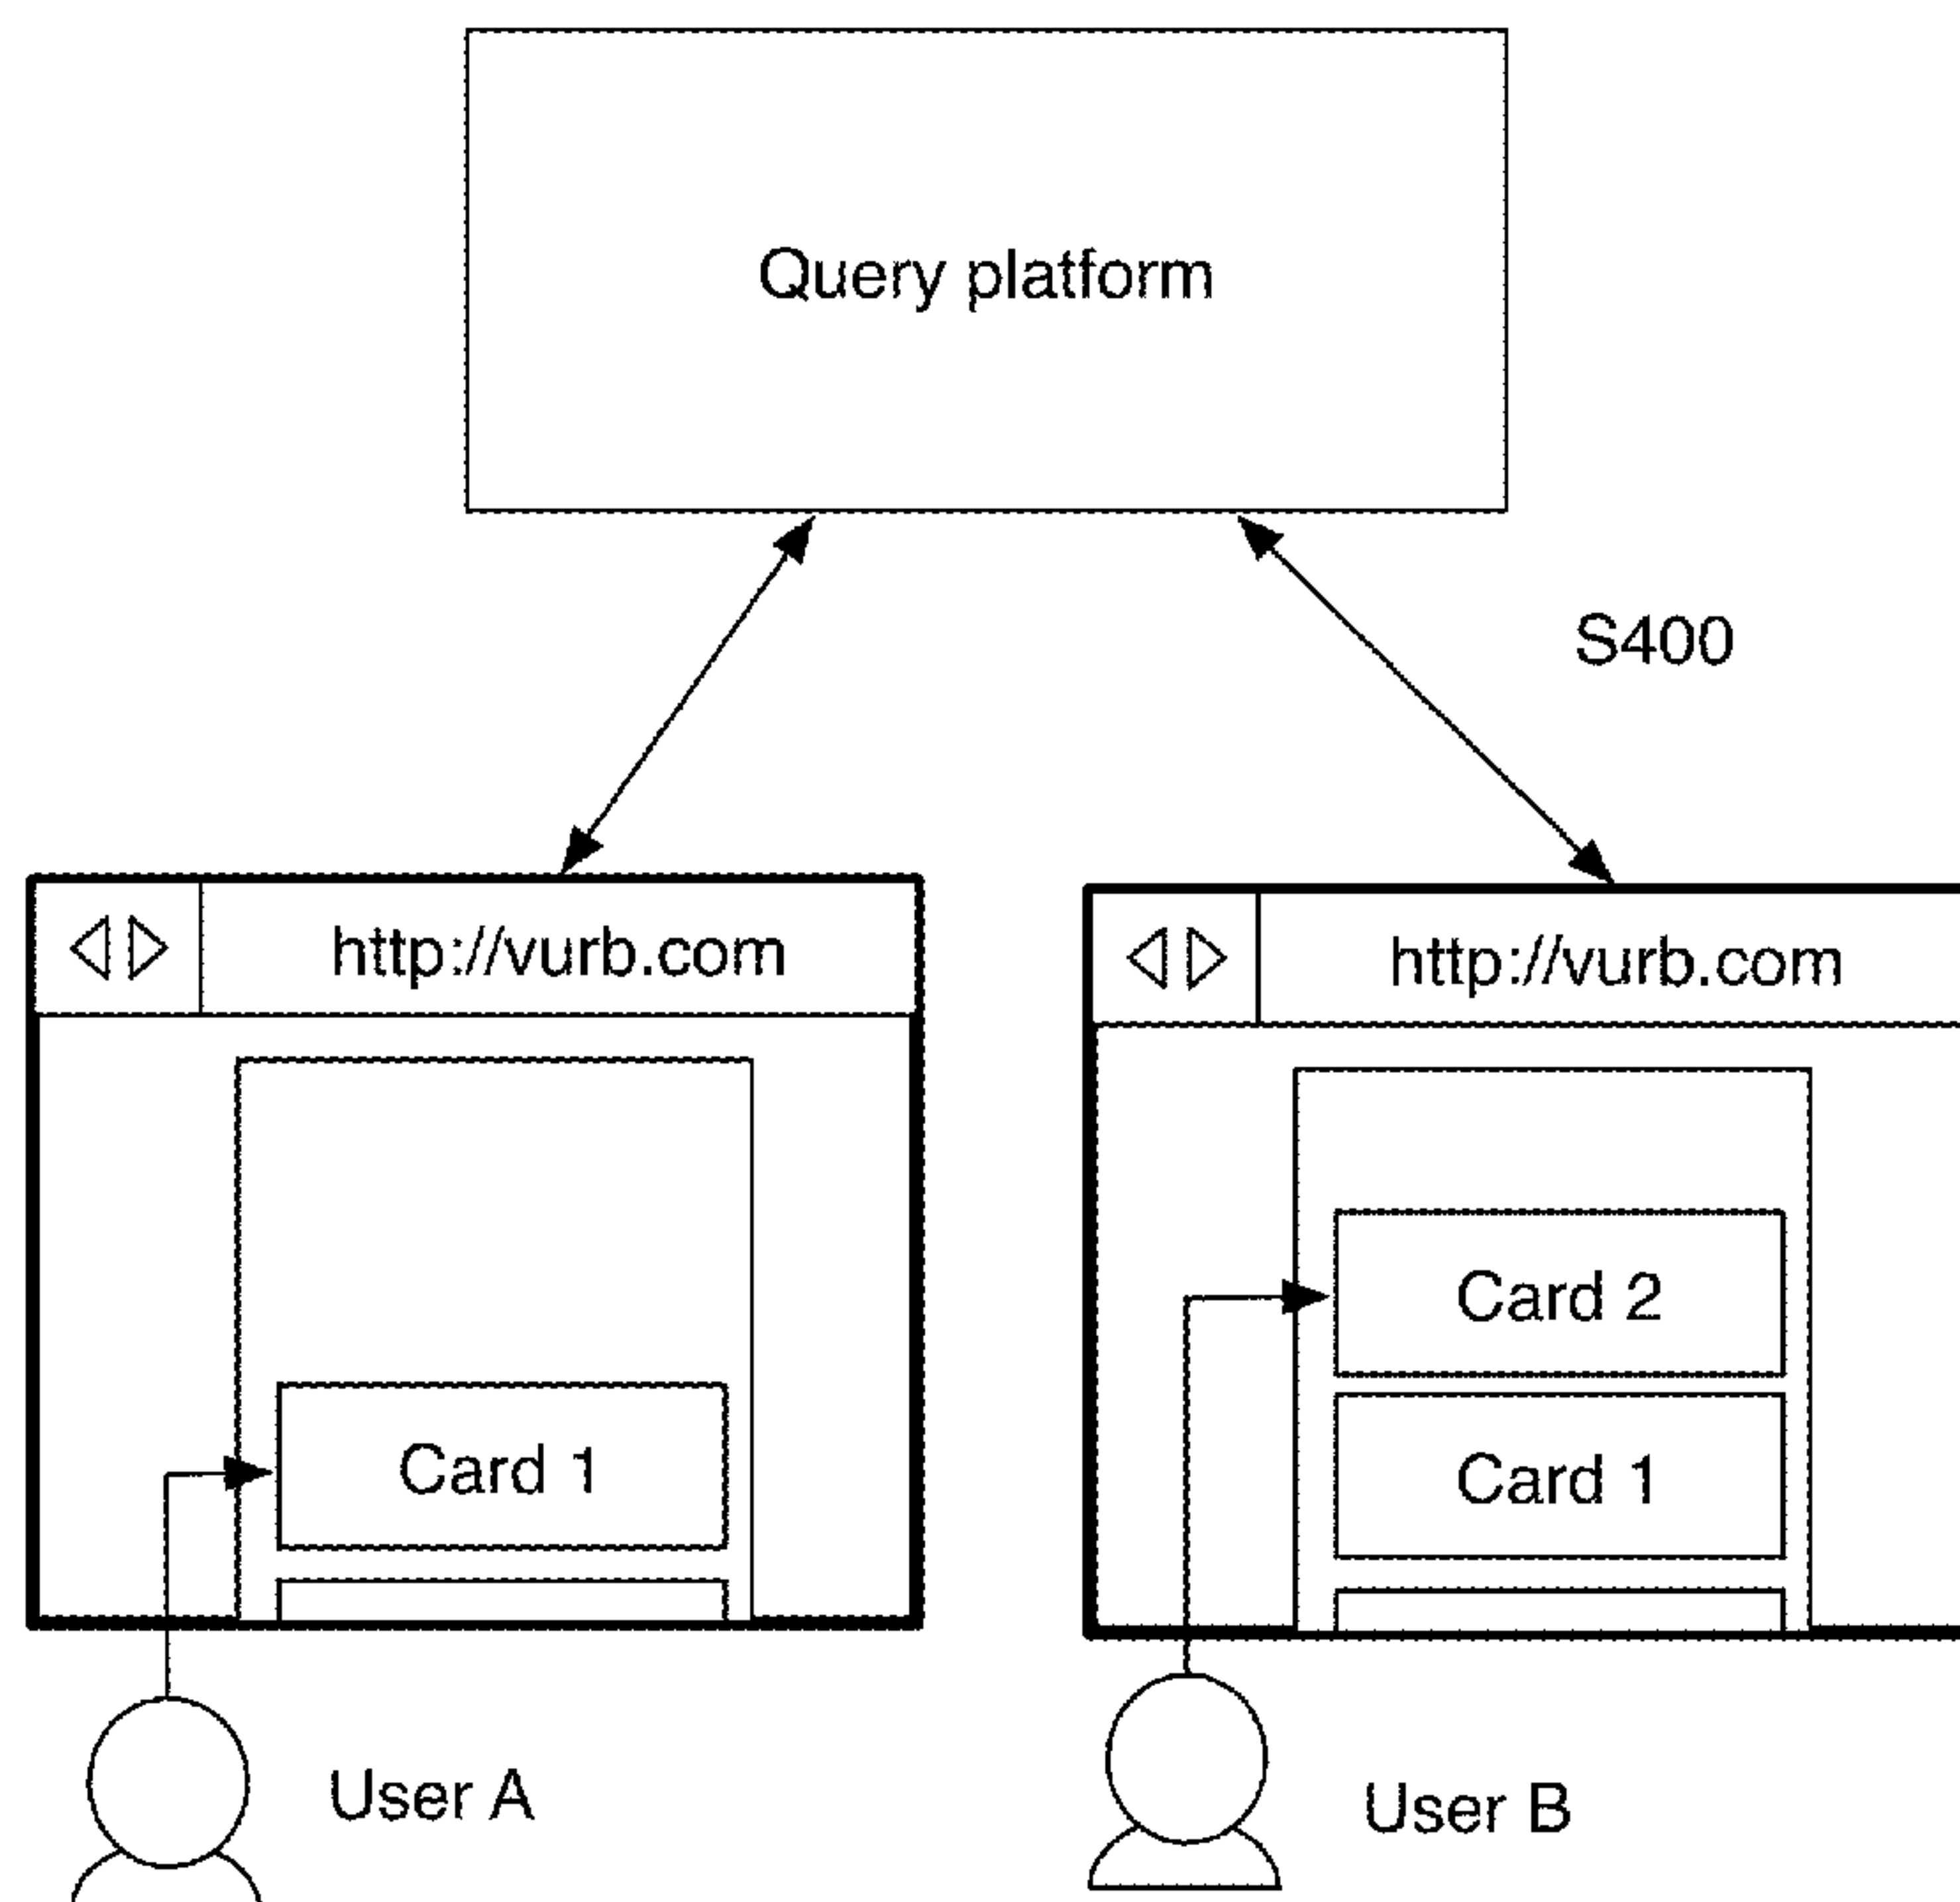 Query platform
S400
http://vurb.com
http://vurb.com
Card 2
Card 1
Card 1
User A
User B